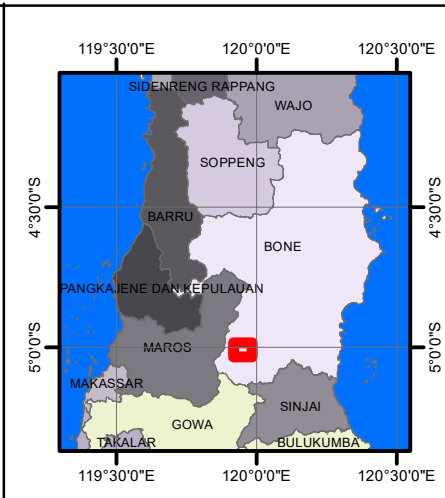 119°30'0"E 120°0'0"E 120°30'0"E
SIDENRENG RAPPANG
WAJO
SOPPENG
4°30'0"S 4°30'0"S
BARRU
BONE
PANGKAJENE DAN KEPULAUAN
5°0'0"S 5°0'0"S
MAROS
MAKASSAR
SINJAI
GOWA
TAKALAR BULUKUMBA
119°30'0"E 120°0'0"E 120°30'0"E